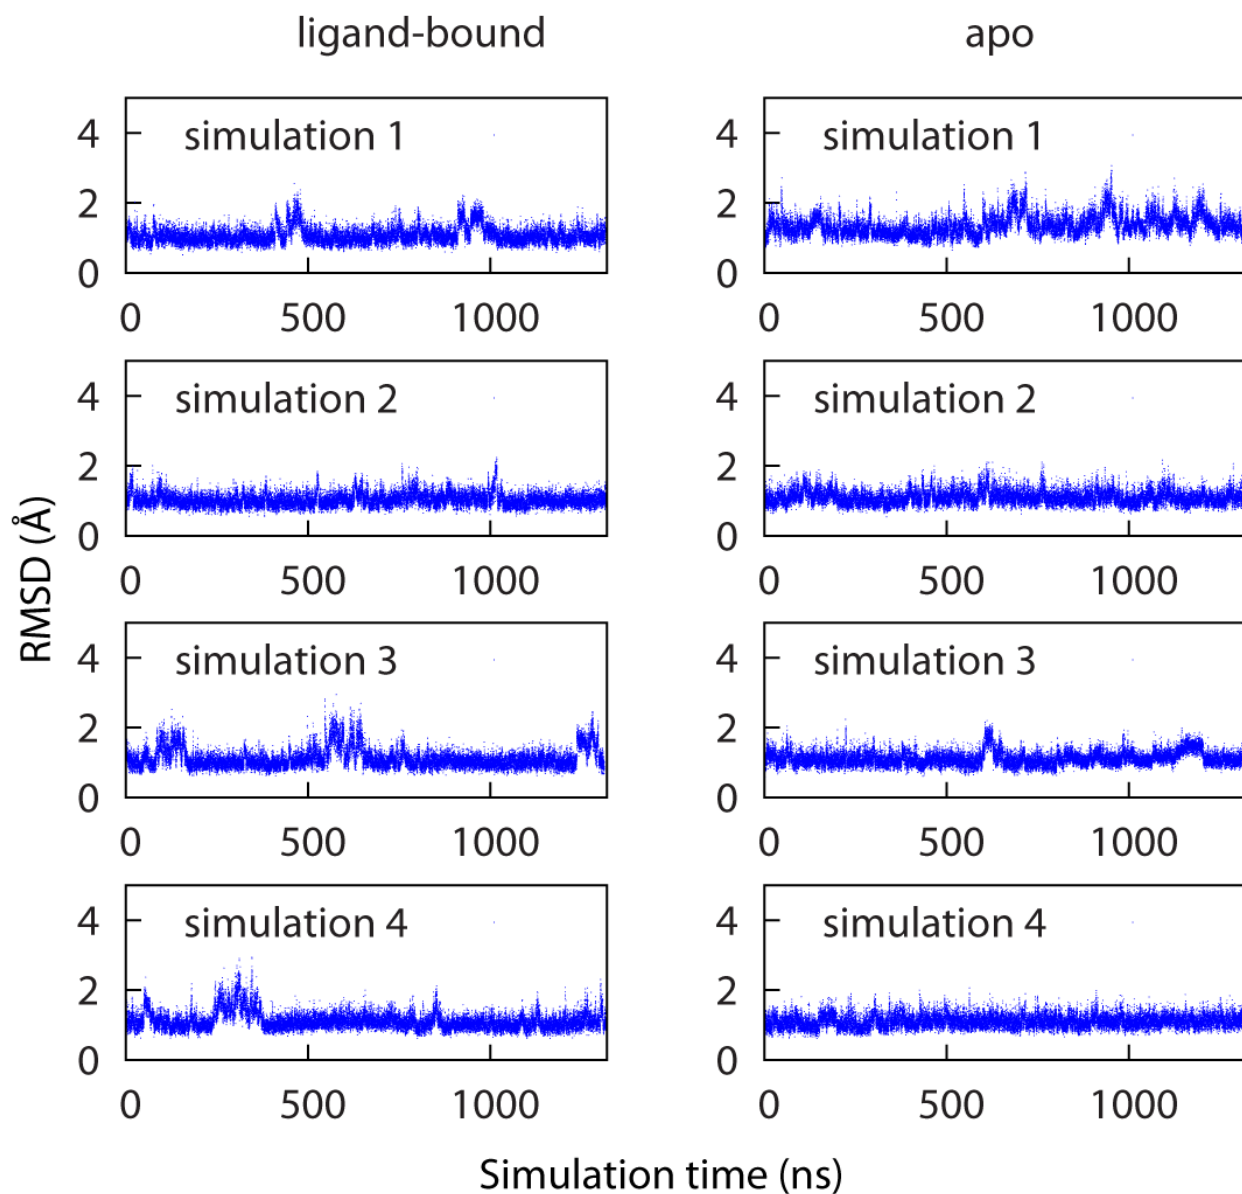 ligand-bound apo
simulation 1 simulation 1
4 4
2 2
0 0
0 500 1000 0 500 1000
simulation 2 simulation 2
4 4
2 2
0 0
0 500 1000 0 500 1000
RMSD (Å)
simulation 3 simulation 3
4 4
2 2
0 0
0 500 1000 0 500 1000
simulation 4 simulation 4
4 4
2 2
0 0
0 500 1000 0 500 1000
Simulation time (ns)